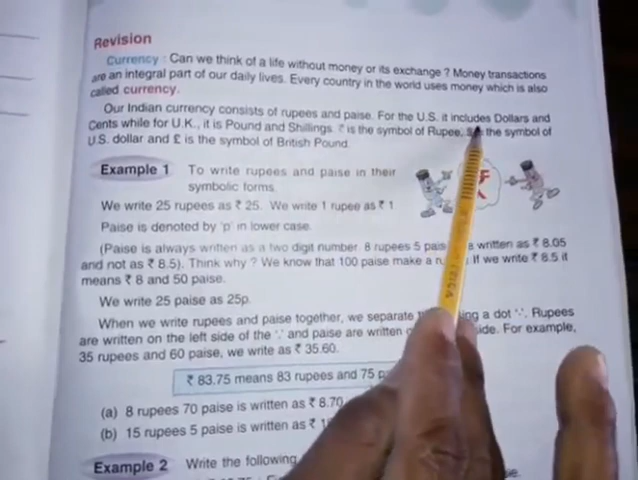 Revision
Currency : Can we think of a life without money or its exchange ? Money transactions
are an integral part of our daily lives. Every country in the world uses money which is also
called currency.
Our Indian currency consists of rupees and paise. For the U.S. it includes Dollars and
Cents while for U.K., it is Pound and Shillings. ₹ is the symbol of Rupee, the symbol of
U.S. dollar and £ is the symbol of British Pound.
Example 1 To write rupees and paise in their
symbolic forms.
We write 25 rupees as ₹ 25. We write 1 rupee as ₹ 1
Paise is denoted by 'p' in lower case.
(Paise is always written as a two digit number. 8 rupees 5 written as ₹ 8.05
and not as ₹ 8.5). Think why ? We know that 100 paise make a If we write ₹ 8.5 it
means ₹ 8 and 50 paise.
We write 25 paise as 25p.
When we write rupees and paise together, we separate a dot '.'. Rupees
are written on the left side of the '.' and paise are written side. For example,
35 rupees and 60 paise, we write as ₹ 35.60.
₹ 83.75 means 83 rupees and 75
(a) 8 rupees 70 paise is written as ₹ 8.70
(b) 15 rupees 5 paise is written as ₹
Example 2 Write the following